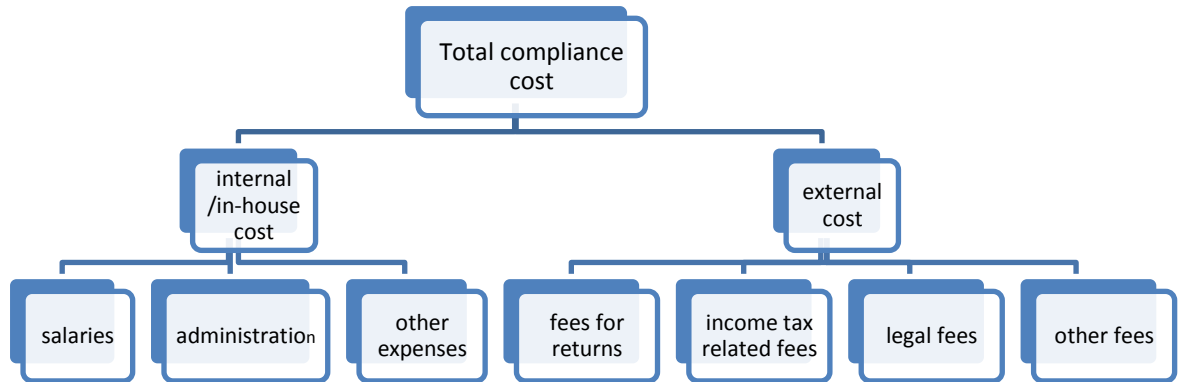 Total compliance
cost
internal
/in-house
cost
external
cost
salaries
administration
other
expenses
fees for
returns
income tax
related fees
legal fees
other fees